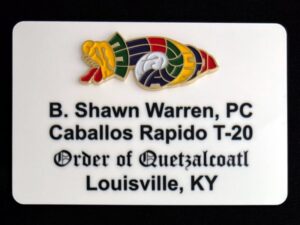 B. Shawn Warren, PC
Caballos Rapido T-20
Order of Quetzalcoatl
Louisville, KY